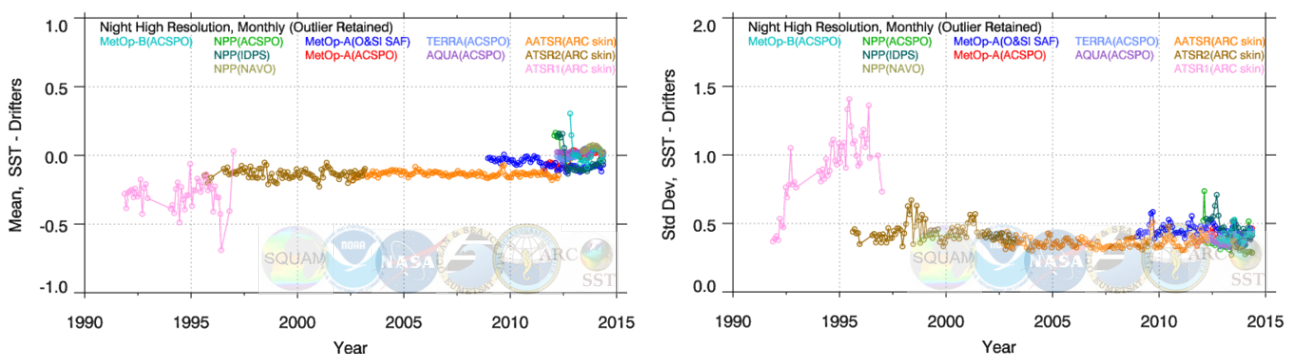 Night High Resolution, Monthly (Outlier Retained)
MetOp-B(ACSPO) NPP(ACSPO) MetOp-A(O&SI SAF) TERRA(ACSPO) AATSR(ARC skin)
NPP(IDPS) MetOp-A(ACSPO) AQUA(ACSPO) ATSR2(ARC skin)
NPP(NAVO) ATSR1(ARC skin)
Mean, SST - Drifters
1.0
0.5
0.0
-0.5
-1.0
SQUAM
NOAA
NASA
ARC
SST
1990 1995 2000 2005 2010 2015
Year
Night High Resolution, Monthly (Outlier Retained)
MetOp-B(ACSPO) NPP(ACSPO) MetOp-A(O&SI SAF) TERRA(ACSPO) AATSR(ARC skin)
NPP(IDPS) MetOp-A(ACSPO) AQUA(ACSPO) ATSR2(ARC skin)
NPP(NAVO) ATSR1(ARC skin)
Std Dev, SST - Drifters
2.0
1.5
1.0
0.5
0.0
SQUAM
NOAA
NASA
ARC
SST
1990 1995 2000 2005 2010 2015
Year